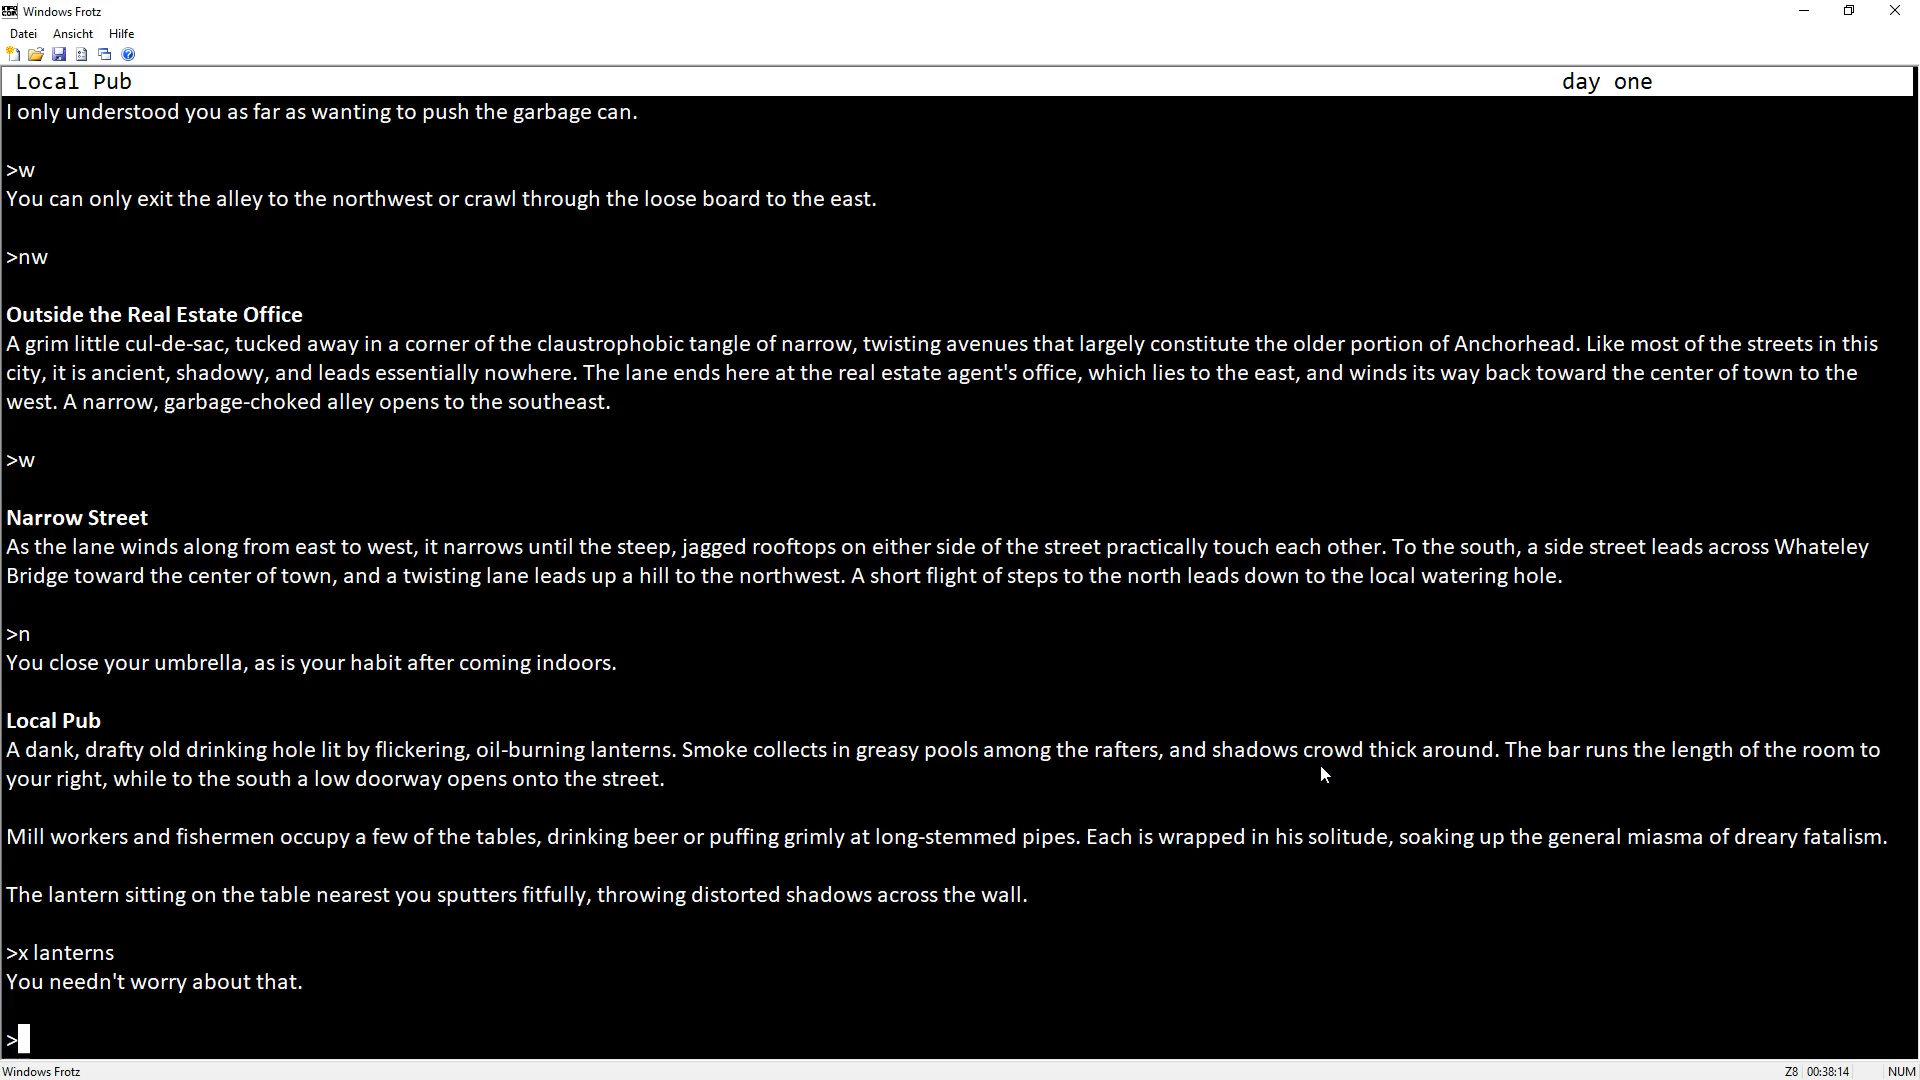 Windows Frotz
Datei Ansicht Hilfe
Local Pub day one
I only understood you as far as wanting to push the garbage can.
>w
You can only exit the alley to the northwest or crawl through the loose board to the east.
>nw
Outside the Real Estate Office
A grim little cul-de-sac, tucked away in a corner of the claustrophobic tangle of narrow, twisting avenues that largely constitute the older portion of Anchorhead. Like most of the streets in this
city, it is ancient, shadowy, and leads essentially nowhere. The lane ends here at the real estate agent's office, which lies to the east, and winds its way back toward the center of town to the
west. A narrow, garbage-choked alley opens to the southeast.
>w
Narrow Street
As the lane winds along from east to west, it narrows until the steep, jagged rooftops on either side of the street practically touch each other. To the south, a side street leads across Whateley
Bridge toward the center of town, and a twisting lane leads up a hill to the northwest. A short flight of steps to the north leads down to the local watering hole.
>n
You close your umbrella, as is your habit after coming indoors.
Local Pub
A dank, drafty old drinking hole lit by flickering, oil-burning lanterns. Smoke collects in greasy pools among the rafters, and shadows crowd thick around. The bar runs the length of the room to
your right, while to the south a low doorway opens onto the street.
Mill workers and fishermen occupy a few of the tables, drinking beer or puffing grimly at long-stemmed pipes. Each is wrapped in his solitude, soaking up the general miasma of dreary fatalism.
The lantern sitting on the table nearest you sputters fitfully, throwing distorted shadows across the wall.
>x lanterns
You needn't worry about that.
>
Windows Frotz Z8 00:38:14 NUM